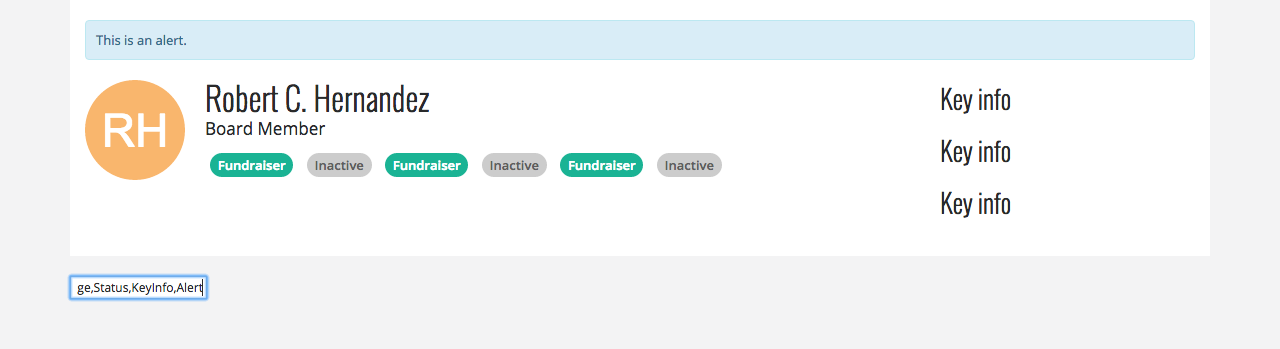 This is an alert.
RH
Robert C. Hernandez
Board Member
Fundraiser Inactive Fundraiser Inactive Fundraiser Inactive
Key info
Key info
Key info
ge,Status,KeyInfo,Alert